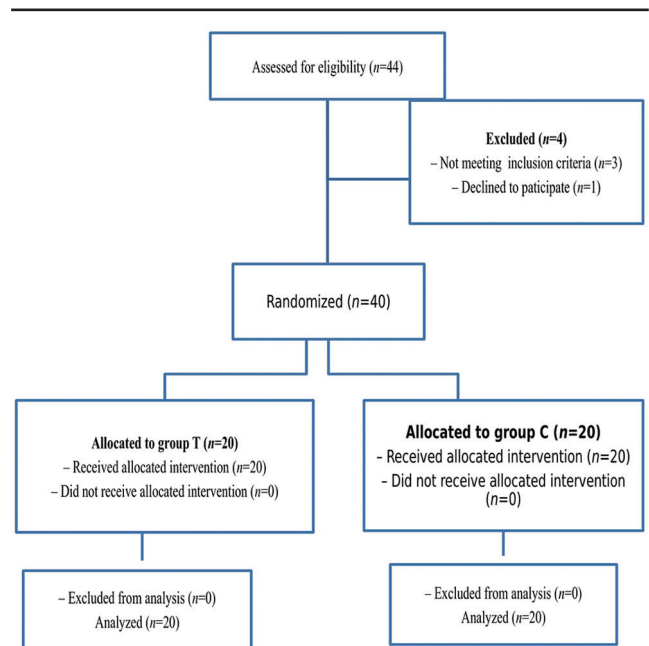 Assessed for eligibility (n=44)
Excluded (n=4)
– Not meeting inclusion criteria (n=3)
– Declined to paticipate (n=1)
Randomized (n=40)
Allocated to group T (n=20)
– Received allocated intervention (n=20)
– Did not receive allocated intervention (n=0)
Allocated to group C (n=20)
– Received allocated intervention (n=20)
– Did not receive allocated intervention
(n=0)
– Excluded from analysis (n=0)
Analyzed (n=20)
– Excluded from analysis (n=0)
Analyzed (n=20)